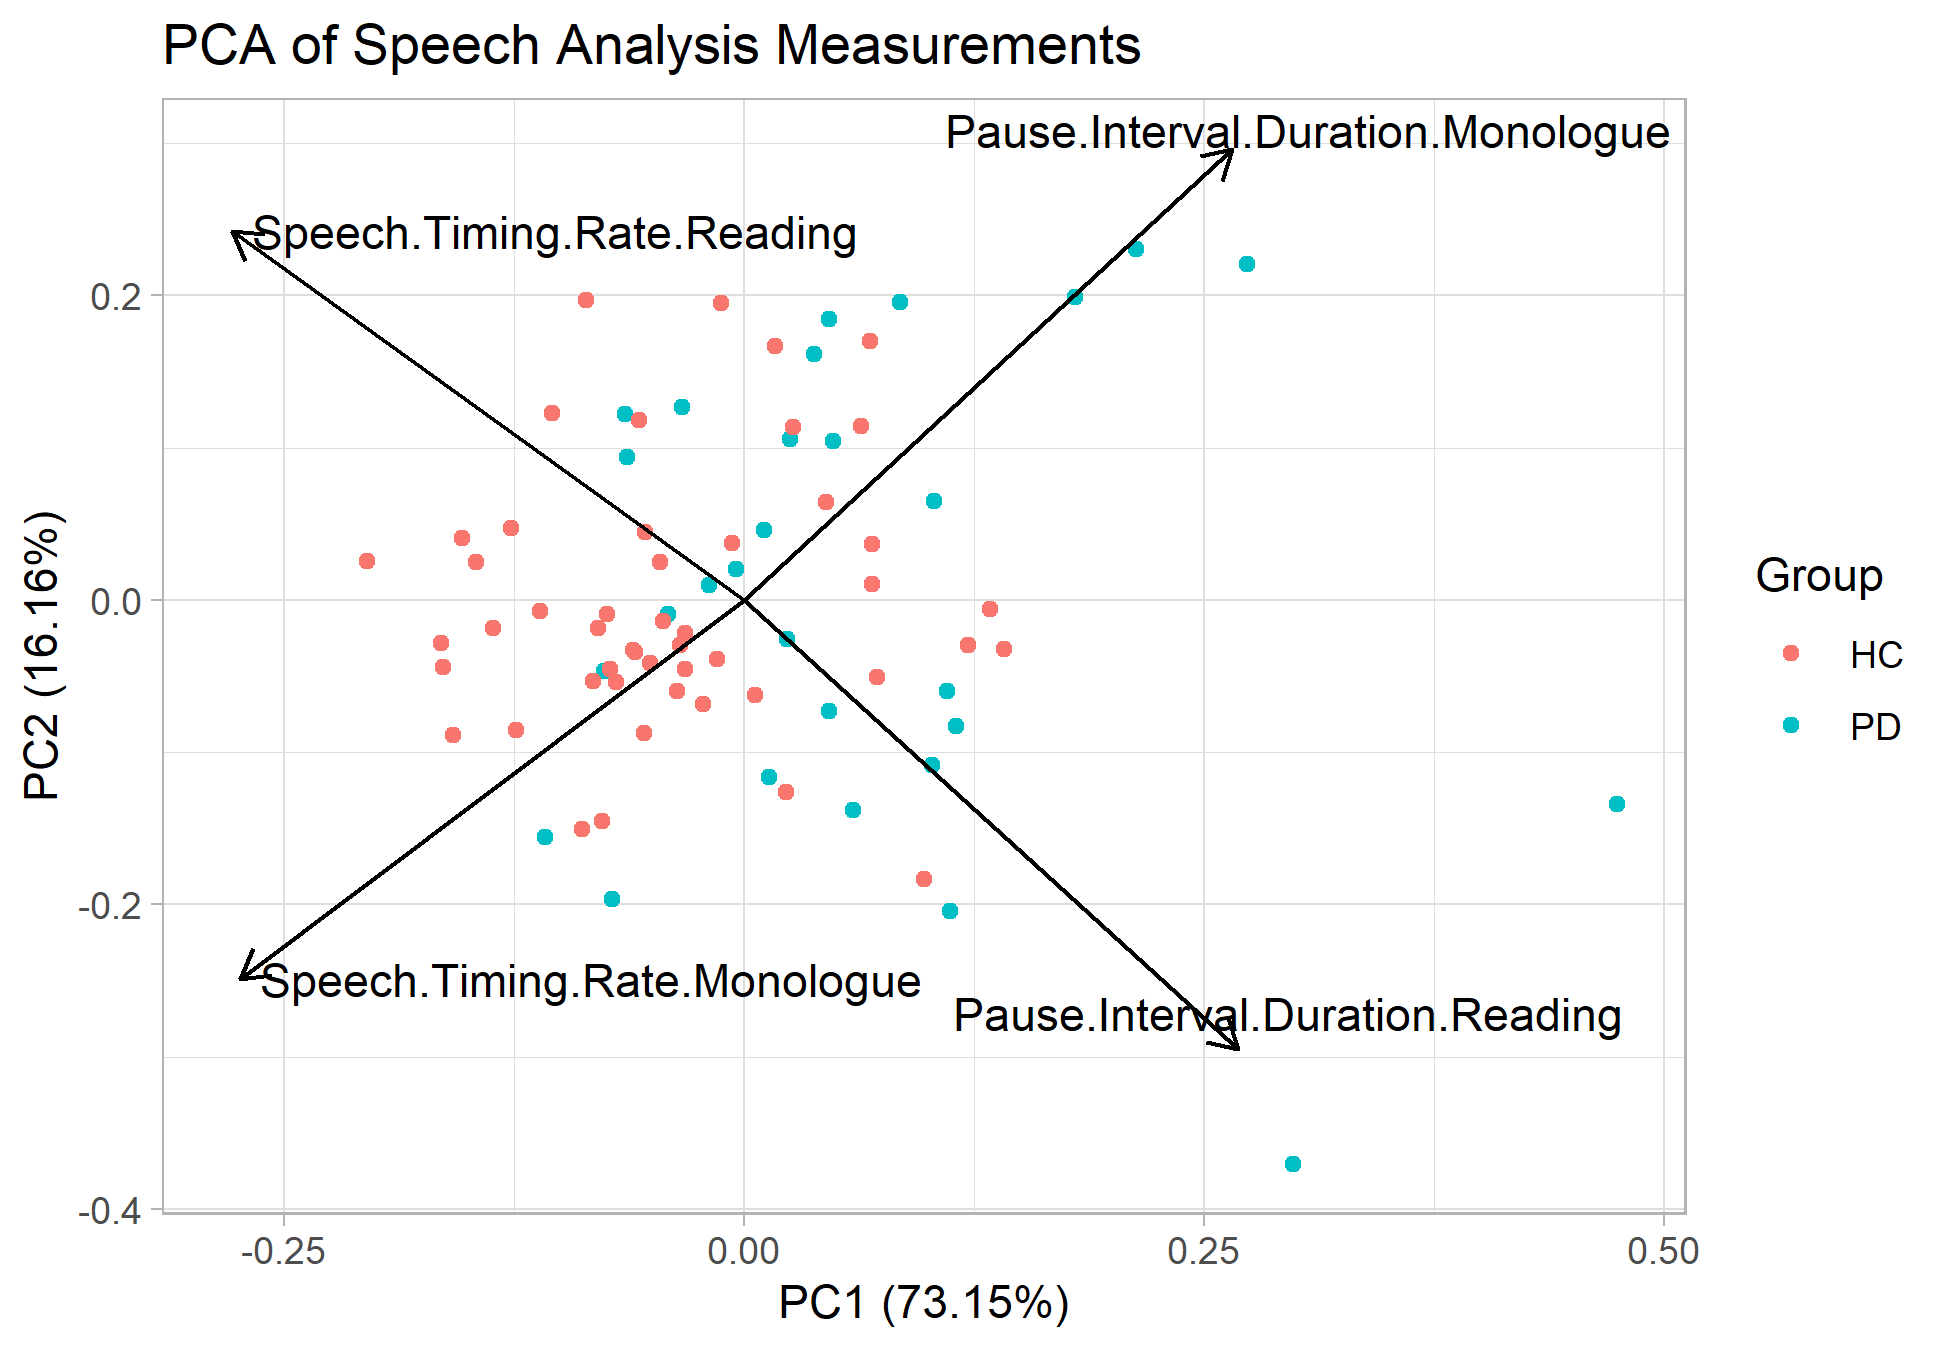 PCA of Speech Analysis Measurements
Pause.Interval.Duration.Monologue
Speech.Timing.Rate.Reading
Speech.Timing.Rate.Monologue
Pause.Interval.Duration.Reading
0.2
0.0
-0.2
-0.4
PC2 (16.16%)
-0.25
0.00
0.25
0.50
PC1 (73.15%)
Group
HC
PD